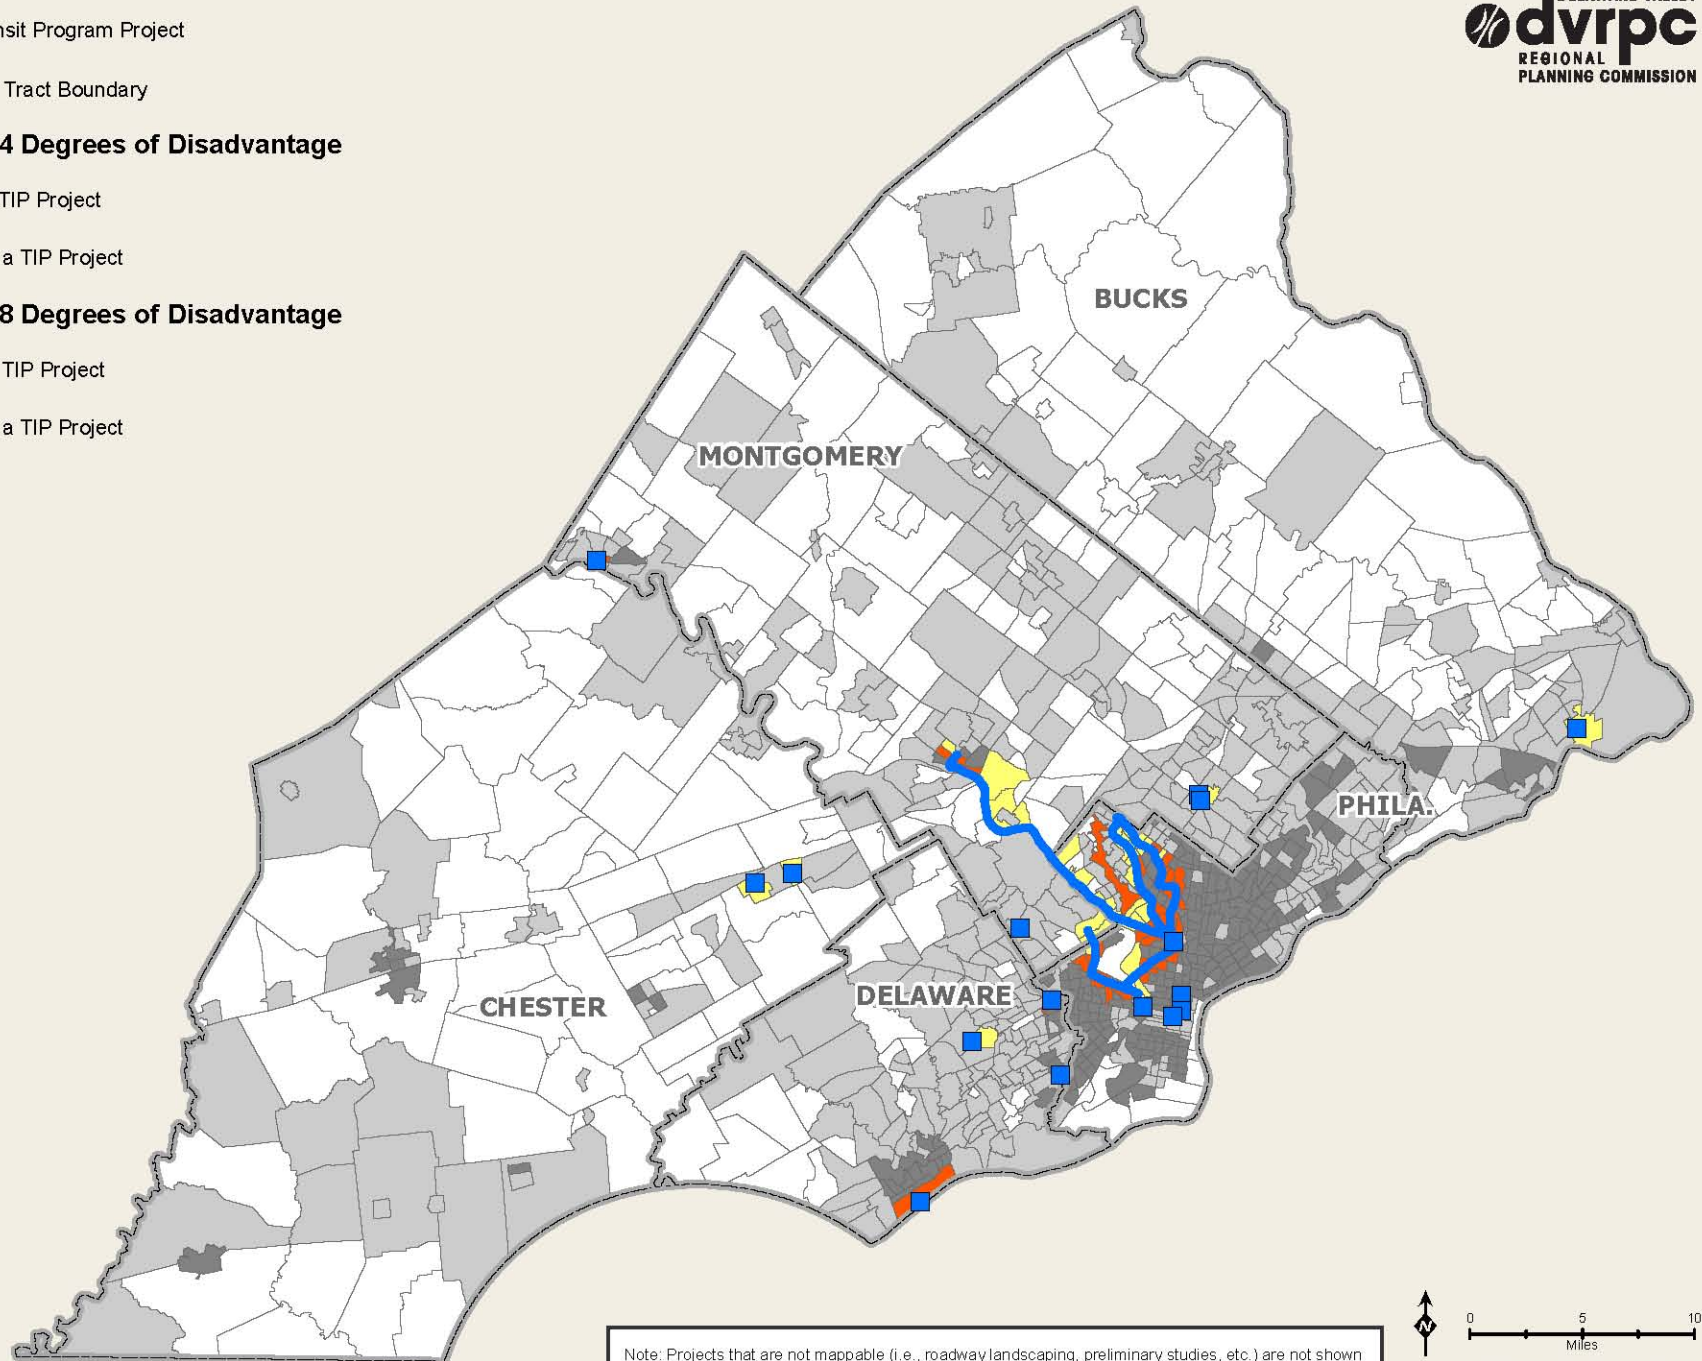 nsit Program Project
Tract Boundary
4 Degrees of Disadvantage
TIP Project
a TIP Project
8 Degrees of Disadvantage
TIP Project
a TIP Project
dvrpc
REGIONAL
PLANNING COMMISSION
BUCKS
MONTGOMERY
PHILA.
CHESTER
DELAWARE
N
0 5 10
Miles
Note: Projects that are not mappable (i.e., roadway landscaping, preliminary studies, etc.) are not shown